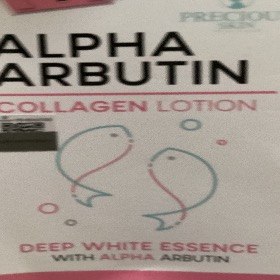 PRECIOUS
SKIN
ALPHA
ARBUTIN
COLLAGEN LOTION
DEEP WHITE ESSENCE
WITH ALPHA ARBUTIN